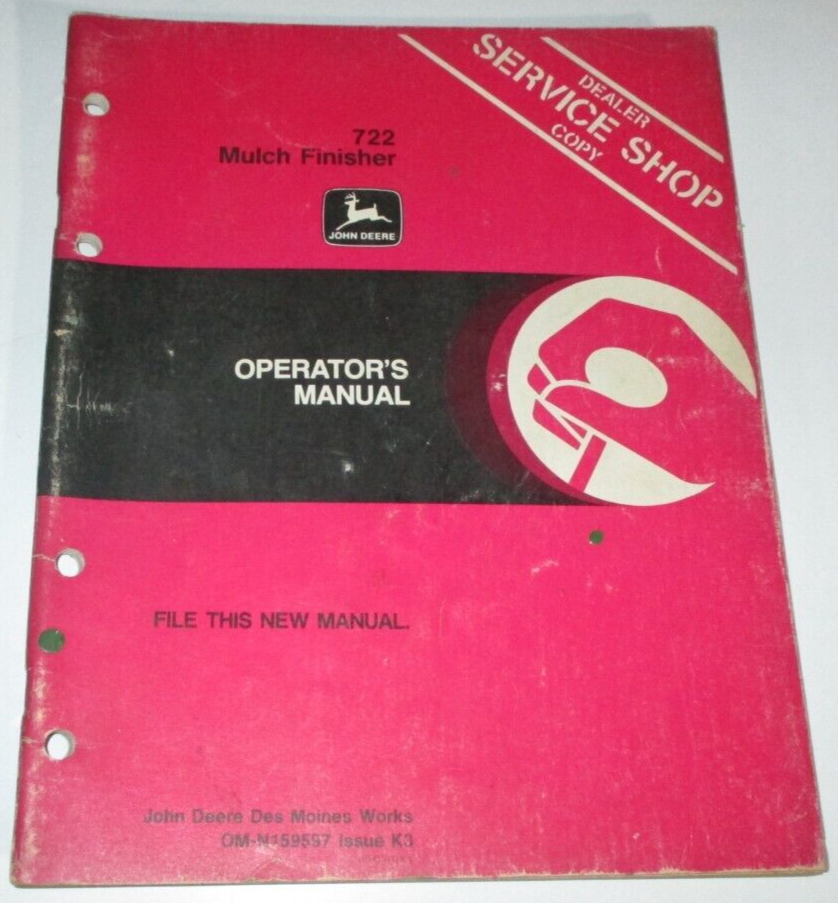 DEALER
SERVICE SHOP
COPY
722
Mulch Finisher
JOHN DEERE
OPERATOR'S
MANUAL
FILE THIS NEW MANUAL.
John Deere Des Moines Works
OM-N159597 Issue K3